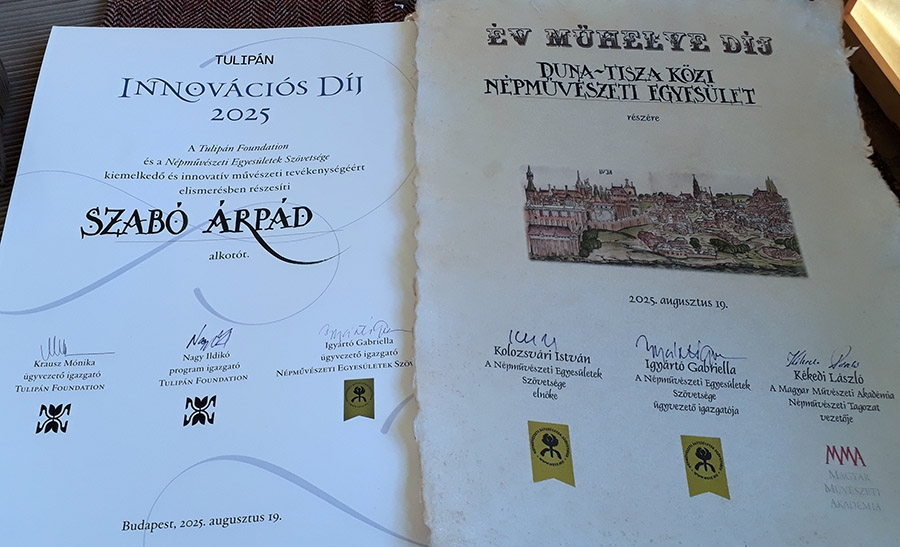 TULIPÁN
INNOVÁCIÓS DÍJ
2025
A Tulipán Foundation
és a Népművészeti Egyesületek Szövetsége
kiemelkedő és innovatív művészeti tevékenységéért
elismerésben részesíti
SZABÓ ÁRPÁD
alkotót.
Krausz Mónika
ügyvezető igazgató
TULIPÁN FOUNDATION
Nagy Ildikó
program igazgató
TULIPÁN FOUNDATION
Igyártó Gabriella
ügyvezető igazgató
NÉPMŰVÉSZETI EGYESÜLETEK SZÖV
Budapest, 2025. augusztus 19.
ÉV MŰHELYE DÍJ
DUNA-TISZA KÖZI
NÉPMŰVÉSZETI EGYESÜLET
részére
2025. augusztus 19.
Kolozsvári István
A Népművészeti Egyesületek
Szövetsége
elnöke
Igyártó Gabriella
A Népművészeti Egyesületek
Szövetsége
ügyvezető igazgatója
Kékedi László
A Magyar Művészeti Akadémia
Népművészeti Tagozat
vezetője
MMA
MAGYAR
MŰVÉSZETI
AKADÉMIA